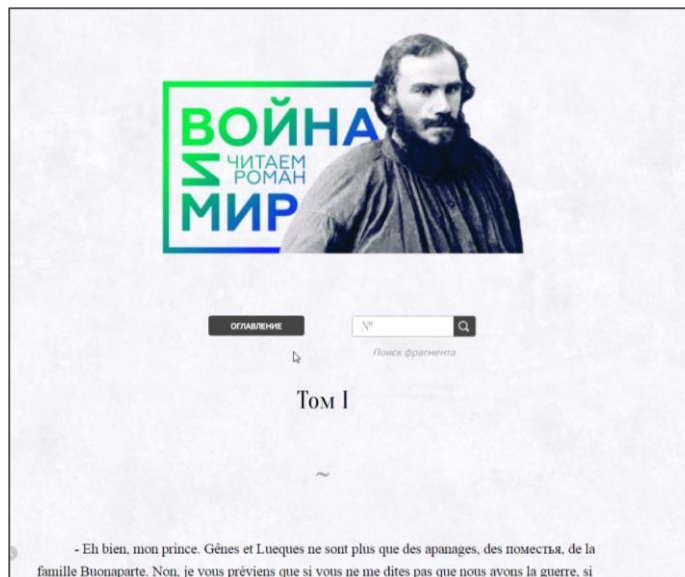 ВОЙНА
И ЧИТАЕМ
РОМАН
МИР
ОГЛАВЛЕНИЕ
№
Поиск фрагмента
Том I
~
- Eh bien, mon prince. Gênes et Lueques ne sont plus que des apanages, des поместья, de la
famille Buonaparte. Non, je vous préviens que si vous ne me dites pas que nous avons la guerre, si